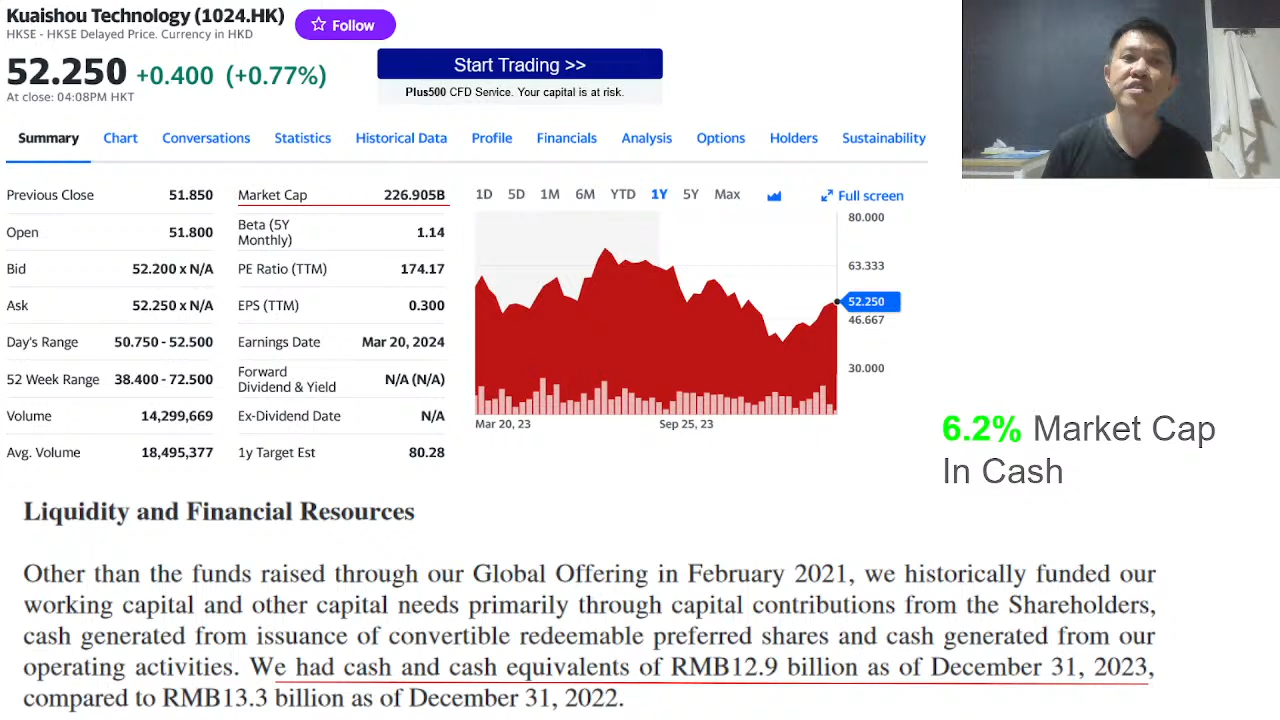 Kuaishou Technology (1024.HK)
Follow
HKSE - HKSE Delayed Price. Currency in HKD
52.250 +0.400 (+0.77%)
At close: 04:08PM HKT
Start Trading >>
Plus500 CFD Service. Your capital is at risk.
Summary Chart Conversations Statistics Historical Data Profile Financials Analysis Options Holders Sustainability
Previous Close 51.850
Open 51.800
Bid 52.200 x N/A
Ask 52.250 x N/A
Day's Range 50.750 - 52.500
52 Week Range 38.400 - 72.500
Volume 14,299,669
Avg. Volume 18,495,377
Market Cap 226.905B
Beta (5Y
Monthly) 1.14
PE Ratio (TTM) 174.17
EPS (TTM) 0.300
Earnings Date Mar 20, 2024
Forward
Dividend & Yield N/A (N/A)
Ex-Dividend Date N/A
1y Target Est 80.28
1D 5D 1M 6M YTD 1Y 5Y Max
Full screen
80.000
63.333
52.250
46.667
30.000
Mar 20, 23 Sep 25, 23
6.2% Market Cap
In Cash
Liquidity and Financial Resources
Other than the funds raised through our Global Offering in February 2021, we historically funded our
working capital and other capital needs primarily through capital contributions from the Shareholders,
cash generated from issuance of convertible redeemable preferred shares and cash generated from our
operating activities. We had cash and cash equivalents of RMB12.9 billion as of December 31, 2023,
compared to RMB13.3 billion as of December 31, 2022.